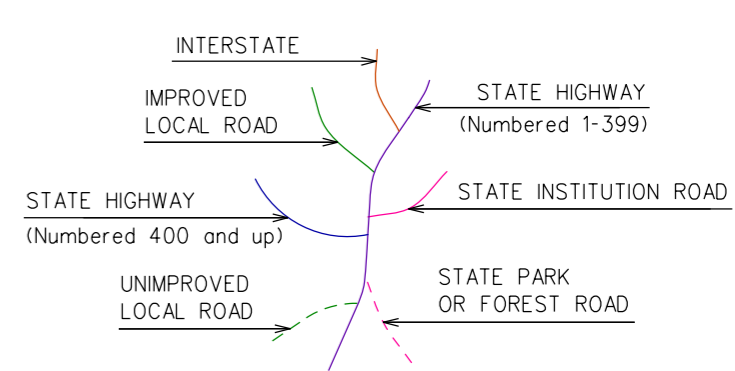 INTERSTATE
IMPROVED
LOCAL ROAD
STATE HIGHWAY
(Numbered 1-399)
STATE HIGHWAY
(Numbered 400 and up)
STATE INSTITUTION ROAD
UNIMPROVED
LOCAL ROAD
STATE PARK
OR FOREST ROAD